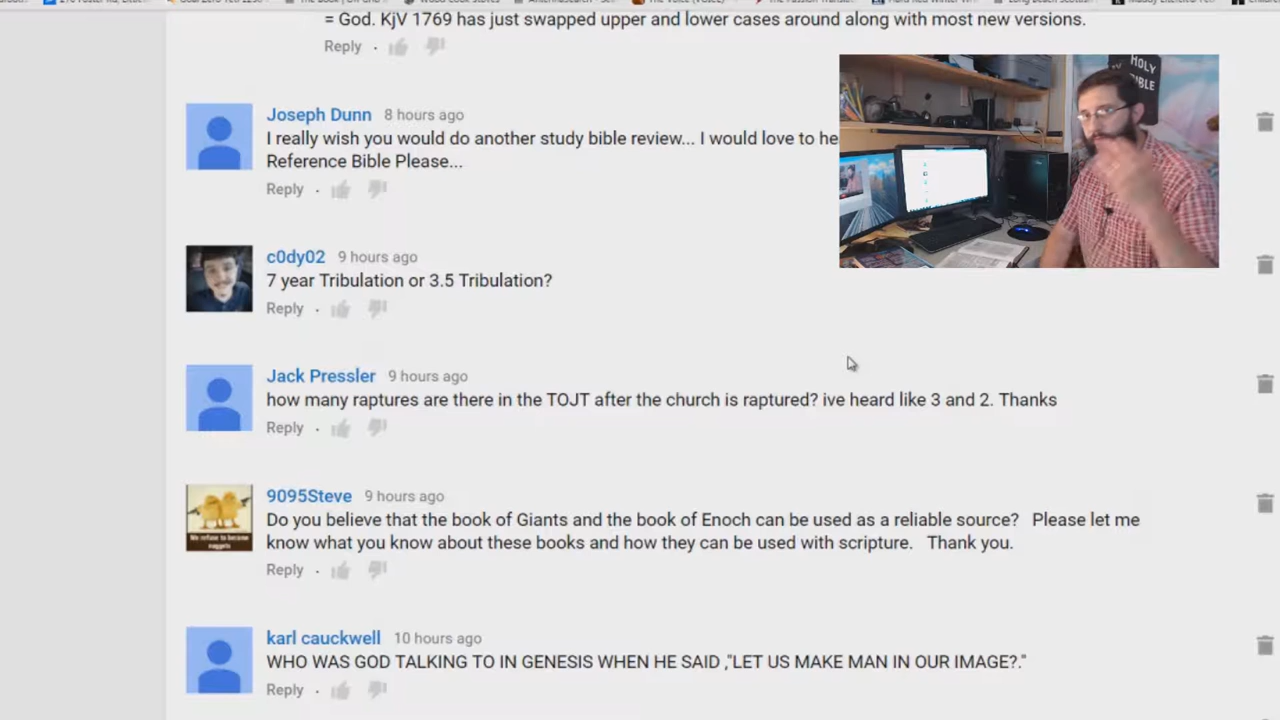 = God. KjV 1769 has just swapped upper and lower cases around along with most new versions.
Reply
Joseph Dunn 8 hours ago
I really wish you would do another study bible review... I would love to he
Reference Bible Please...
Reply
HOLY
BIBLE
c0dy02 9 hours ago
7 year Tribulation or 3.5 Tribulation?
Reply
Jack Pressler 9 hours ago
how many raptures are there in the TOJT after the church is raptured? ive heard like 3 and 2. Thanks
Reply
9095Steve 9 hours ago
Do you believe that the book of Giants and the book of Enoch can be used as a reliable source? Please let me
know what you know about these books and how they can be used with scripture. Thank you.
We refuse to become
nuggets
Reply
karl cauckwell 10 hours ago
WHO WAS GOD TALKING TO IN GENESIS WHEN HE SAID ,"LET US MAKE MAN IN OUR IMAGE?."
Reply